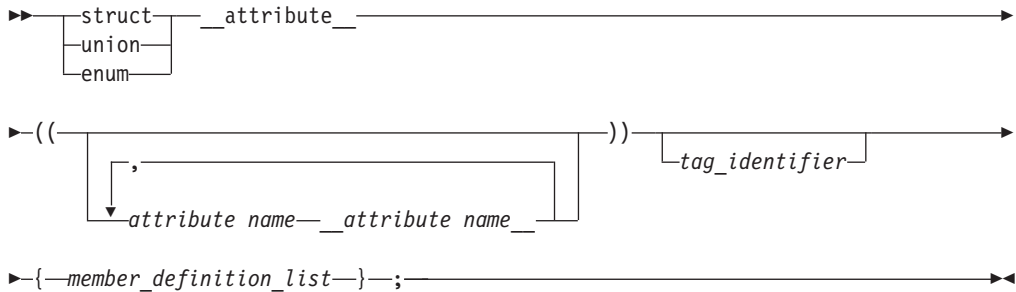 struct __attribute__
union
enum
(( ))
tag_identifier
,
attribute name __attribute name__
{ member_definition_list } ;